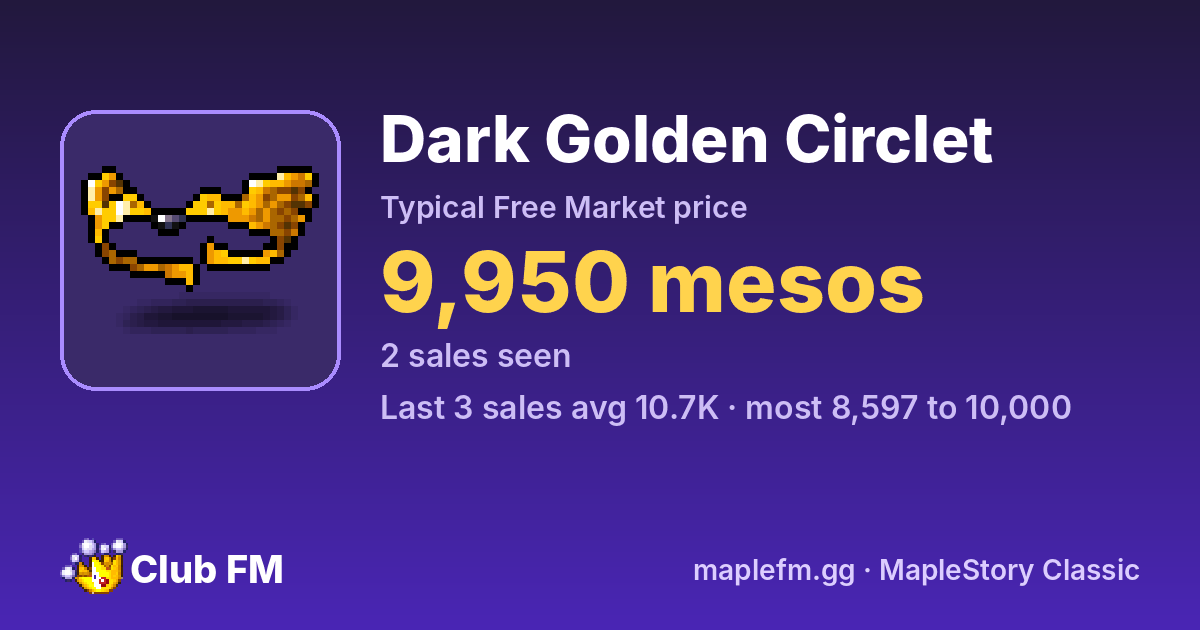 Dark Golden Circlet
Typical Free Market price
9,950 mesos
2 sales seen
Last 3 sales avg 10.7K · most 8,597 to 10,000
Club FM
maplefm.gg · MapleStory Classic